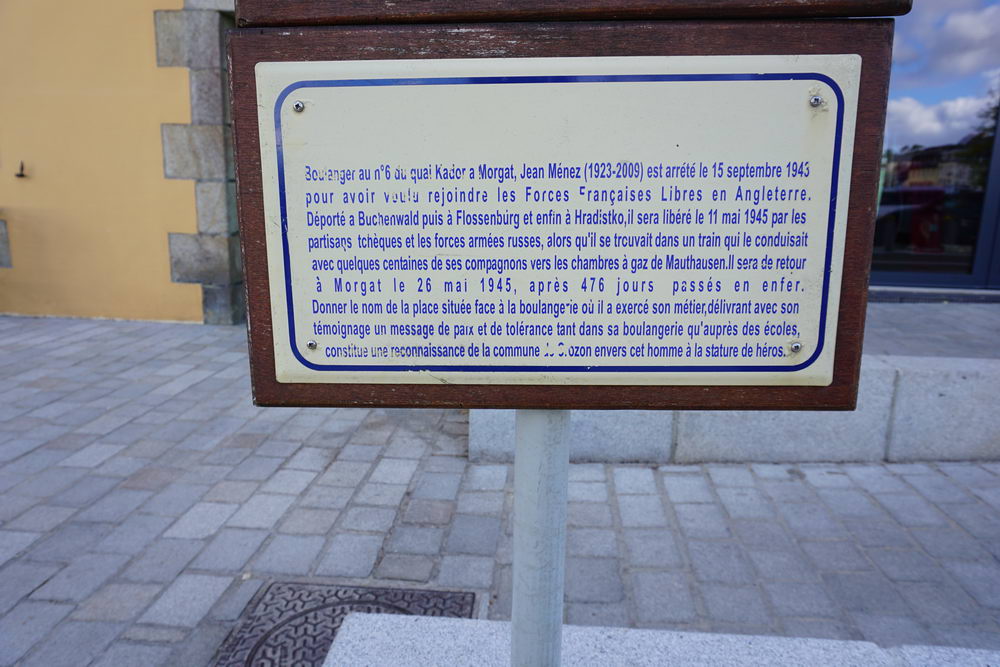 Boulanger au n°6 du quai Kador a Morgat, Jean Ménez (1923-2009) est arrété le 15 septembre 1943
pour avoir voulu rejoindre les Forces Françaises Libres en Angleterre.
Déporté a Buchenwald puis à Flossenbürg et enfin à Hradistko,il sera libéré le 11 mai 1945 par les
partisans tchèques et les forces armées russes, alors qu'il se trouvait dans un train qui le conduisait
avec quelques centaines de ses compagnons vers les chambres à gaz de Mauthausen.Il sera de retour
à Morgat le 26 mai 1945, après 476 jours passés en enfer.
Donner le nom de la place située face à la boulangerie où il a exercé son métier,délivrant avec son
témoignage un message de paix et de tolérance tant dans sa boulangerie qu'auprès des écoles,
constitue une reconnaissance de la commune de Crozon envers cet homme à la stature de héros.